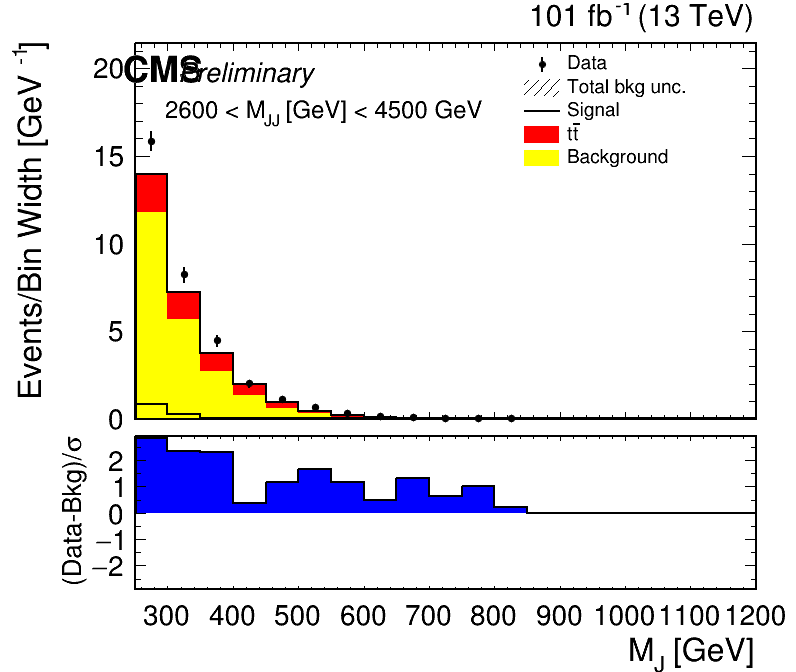 101 fb⁻¹ (13 TeV)
CMS Preliminary
2600 < M_JJ [GeV] < 4500 GeV
Data
Total bkg unc.
Signal
tt̄
Background
Events/Bin Width [GeV⁻¹]
20
15
10
5
0
(Data-Bkg)/σ
2
1
0
−1
−2
300 400 500 600 700 800 900 1000 1100 1200
M_J [GeV]